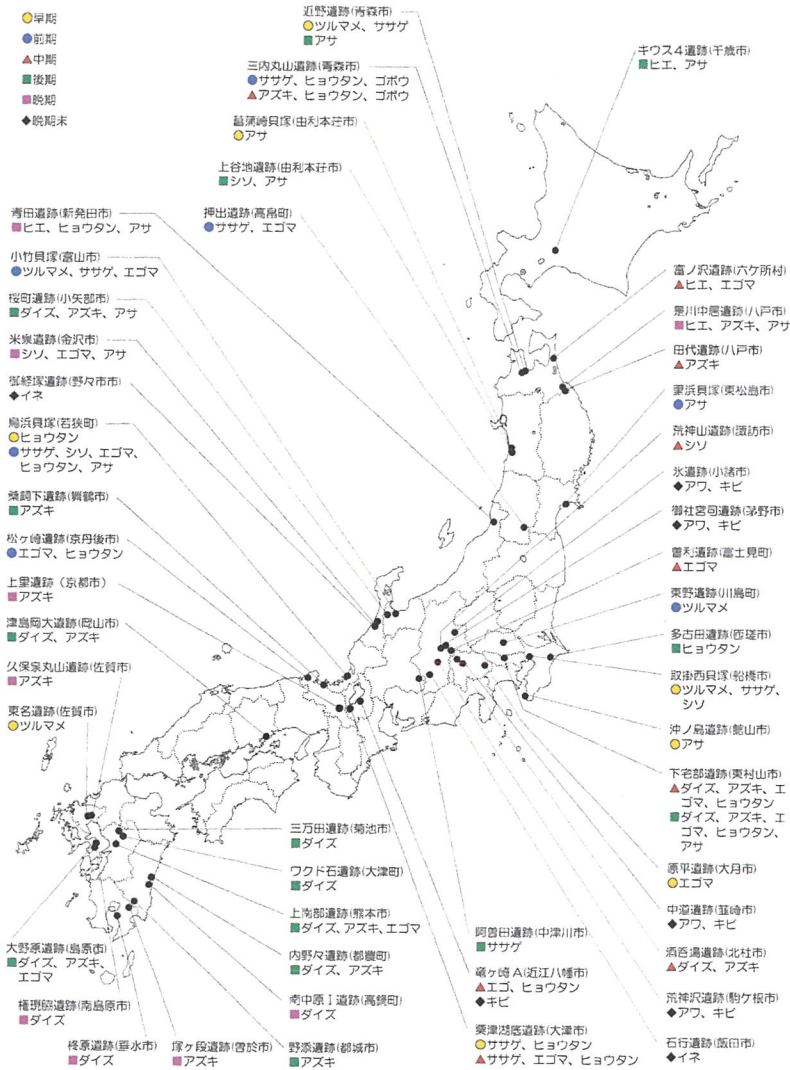 早期
前期
中期
後期
晩期
晩期末
近野遺跡(青森市)
ツルマメ、ササゲ
アサ
三内丸山遺跡(青森市)
ササゲ、ヒョウタン、ゴボウ
アズキ、ヒョウタン、ゴボウ
菖蒲崎貝塚(由利本荘市)
アサ
上谷地遺跡(由利本荘市)
シソ、アサ
押出遺跡(高畠町)
ササゲ、エゴマ
キウス4遺跡(千歳市)
ヒエ、アサ
青田遺跡(新発田市)
ヒエ、ヒョウタン、アサ
小竹貝塚(富山市)
ツルマメ、ササゲ、エゴマ
桜町遺跡(小矢部市)
ダイズ、アズキ、アサ
米泉遺跡(金沢市)
シソ、エゴマ、アサ
御経塚遺跡(野々市市)
イネ
鳥浜貝塚(若狭町)
ヒョウタン
ササゲ、シソ、エゴマ、
ヒョウタン、アサ
桑飼下遺跡(舞鶴市)
アズキ
松ヶ崎遺跡(京丹後市)
エゴマ、ヒョウタン
上里遺跡(京都市)
アズキ
津島岡大遺跡(岡山市)
ダイズ、アズキ
久保泉丸山遺跡(佐賀市)
アズキ
東名遺跡(佐賀市)
ツルマメ
富ノ沢遺跡(六ケ所村)
ヒエ、エゴマ
是川中居遺跡(八戸市)
ヒエ、アズキ、アサ
田代遺跡(八戸市)
アズキ
里浜貝塚(東松島市)
アサ
荒神山遺跡(諏訪市)
シソ
氷遺跡(小諸市)
アワ、キビ
御社宮司遺跡(茅野市)
アワ、キビ
曽利遺跡(富士見町)
エゴマ
東野遺跡(川島町)
ツルマメ
多古田遺跡(匝瑳市)
ヒョウタン
取掛西貝塚(船橋市)
ツルマメ、ササゲ、
シソ
沖ノ島遺跡(館山市)
アサ
下宅部遺跡(東村山市)
ダイズ、アズキ、エ
ゴマ、ヒョウタン
ダイズ、アズキ、エ
ゴマ、ヒョウタン、
アサ
原平遺跡(大月市)
エゴマ
中道遺跡(韮崎市)
アワ、キビ
酒呑場遺跡(北杜市)
ダイズ、アズキ
荒神沢遺跡(駒ケ根市)
アワ、キビ
石行遺跡(飯田市)
イネ
三万田遺跡(菊池市)
ダイズ
ワクド石遺跡(大津町)
ダイズ
上南部遺跡(熊本市)
ダイズ、アズキ、エゴマ
内野々遺跡(都農町)
ダイズ、アズキ
南中原Ⅰ遺跡(高鍋町)
ダイズ
野添遺跡(都城市)
アズキ
阿曽田遺跡(中津川市)
ササゲ
竜ヶ崎A(近江八幡市)
エゴ、ヒョウタン
キビ
粟津湖底遺跡(大津市)
ササゲ、ヒョウタン
ササゲ、エゴマ、ヒョウタン
大野原遺跡(島原市)
ダイズ、アズキ、
エゴマ
権現脇遺跡(南島原市)
ダイズ
柊原遺跡(垂水市)
ダイズ
塚ヶ段遺跡(曽於市)
アズキ